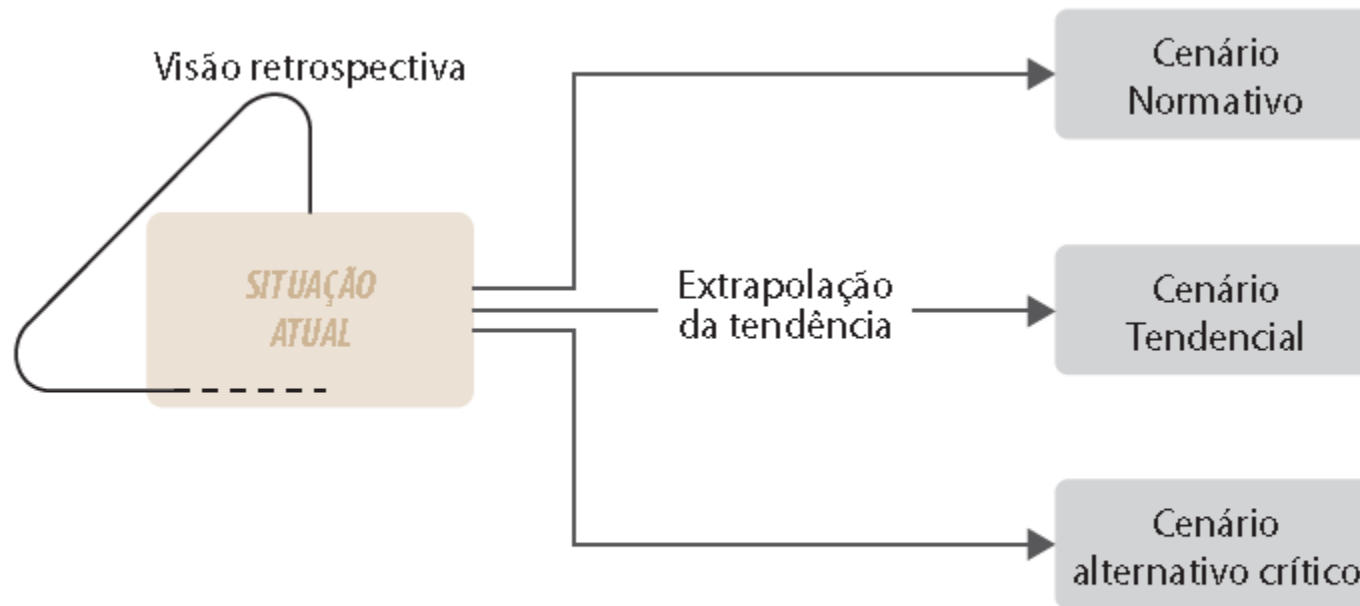 Visão retrospectiva
SITUAÇÃO
ATUAL
Cenário
Normativo
Extrapolação
da tendência
Cenário
Tendencial
Cenário
alternativo crítico